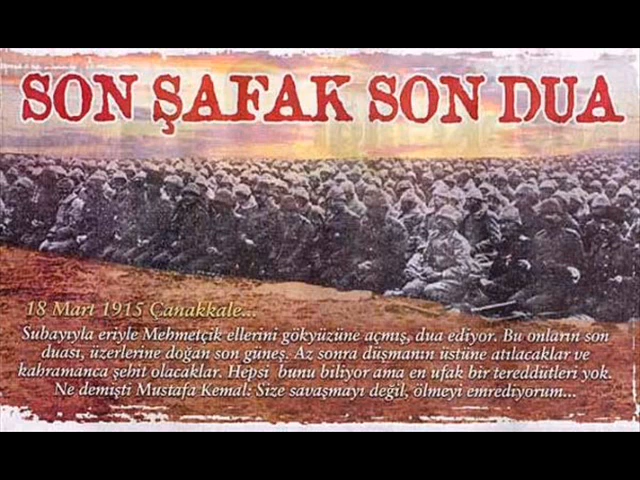 SON ŞAFAK SON DUA
18 Mart 1915 Çanakkale...
Subayıyla eriyle Mehmetçik ellerini gökyüzüne açmış, dua ediyor. Bu onların son
duası, üzerlerine doğan son güneş. Az sonra düşmanın üstüne atılacaklar ve
kahramanca şehit olacaklar. Hepsi bunu biliyor ama en ufak bir tereddütleri yok.
Ne demişti Mustafa Kemal: Size savaşmayı değil, ölmeyi emrediyorum...